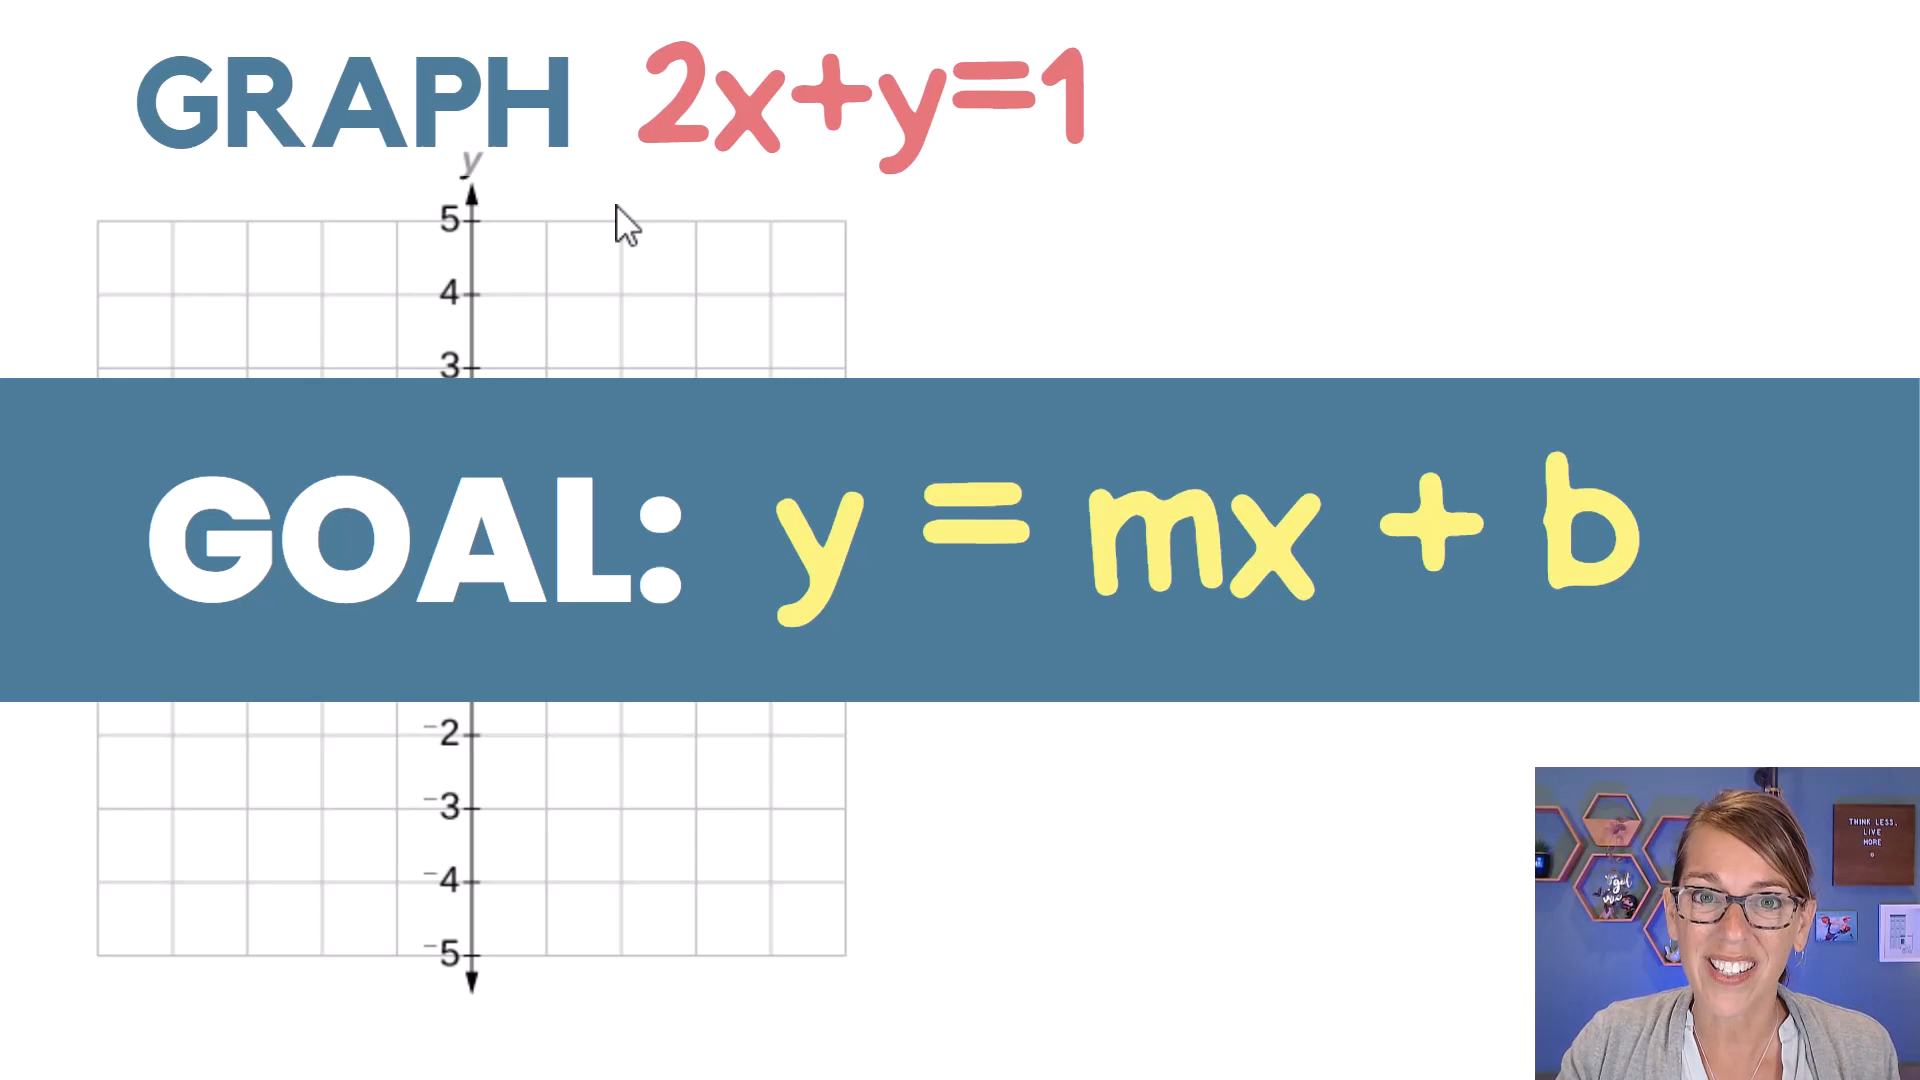 GRAPH 2x+y=1
y
5
4
3
GOAL: y = mx + b
-2
-3
-4
-5
THINK LESS,
LIVE
MORE